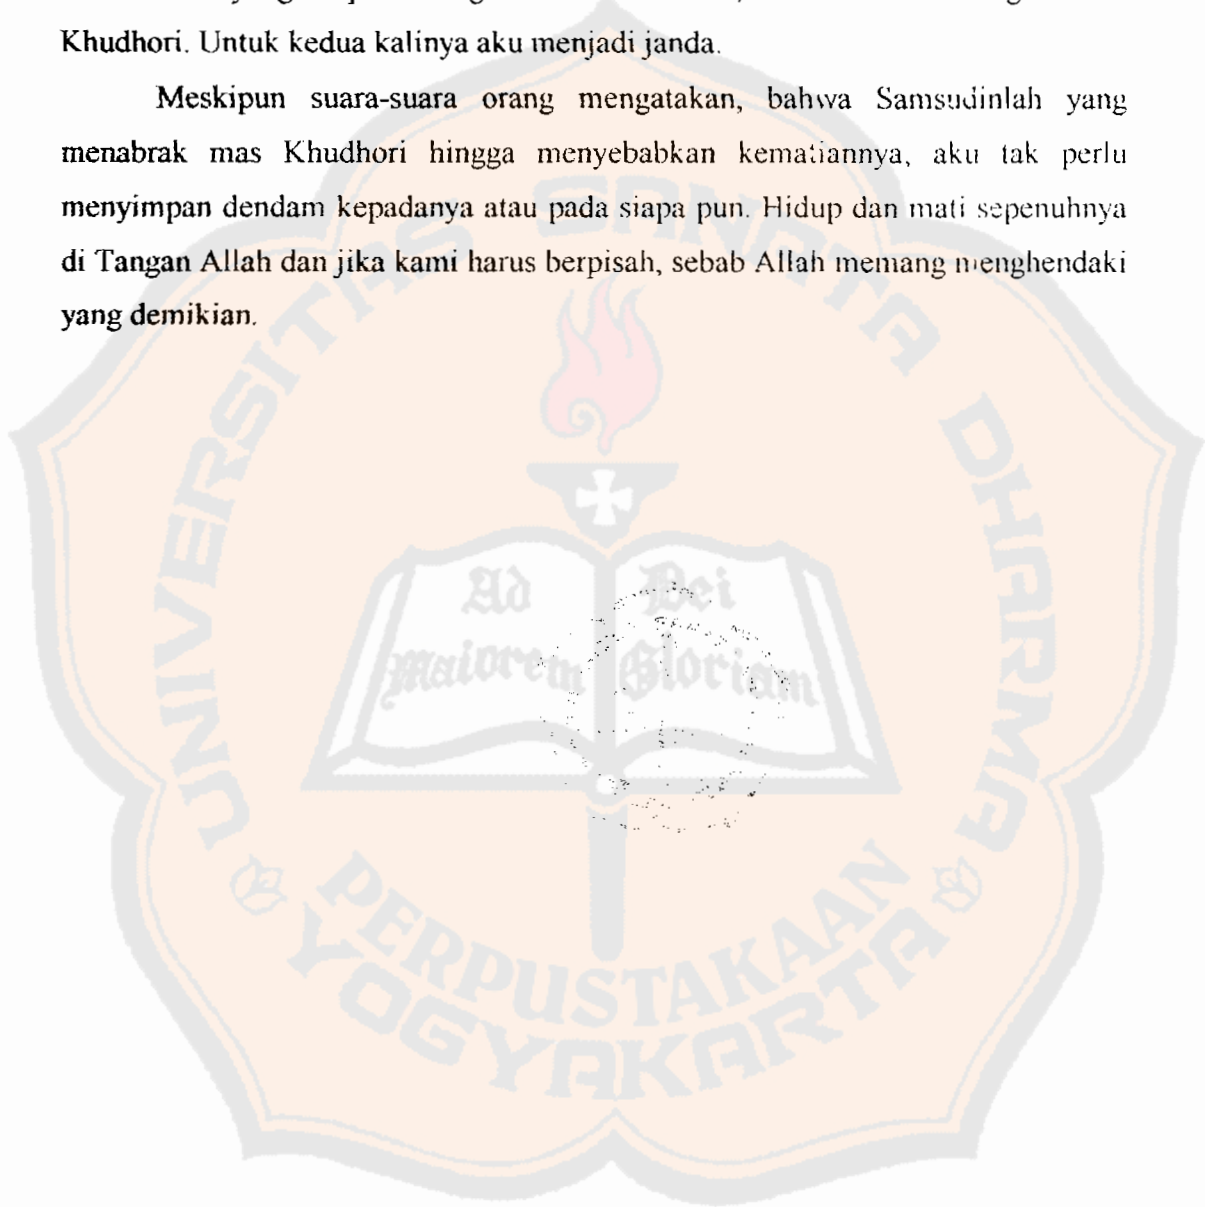 Khudhori. Untuk kedua kalinya aku menjadi janda.
Meskipun suara-suara orang mengatakan, bahwa Samsudinlah yang
menabrak mas Khudhori hingga menyebabkan kematiannya, aku tak perlu
menyimpan dendam kepadanya atau pada siapa pun. Hidup dan mati sepenuhnya
di Tangan Allah dan jika kami harus berpisah, sebab Allah memang menghendaki
yang demikian.
UNIVERSITAS SANATA DHARMA
Ad Dei
maiorem Gloriam
PERPUSTAKAAN
YOGYAKARTA